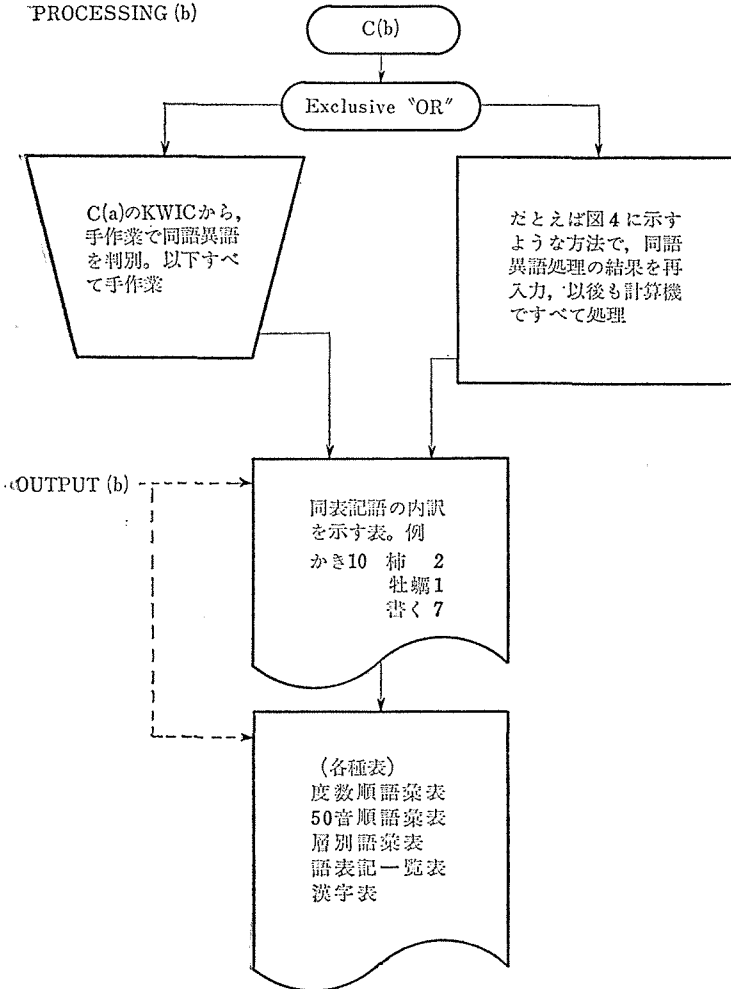 PROCESSING (b)
C(b)
Exclusive "OR"
C(a)のKWICから,
手作業で同語異語
を判別。以下すべ
て手作業
だとえば図4に示す
ような方法で, 同語
異語処理の結果を再
入力, 以後も計算機
ですべて処理
OUTPUT (b)
同表記語の内訳
を示す表。例
かき10 柿 2
牡蠣 1
書く 7
(各種表)
度数順語彙表
50音順語彙表
層別語彙表
語表記一覧表
漢字表